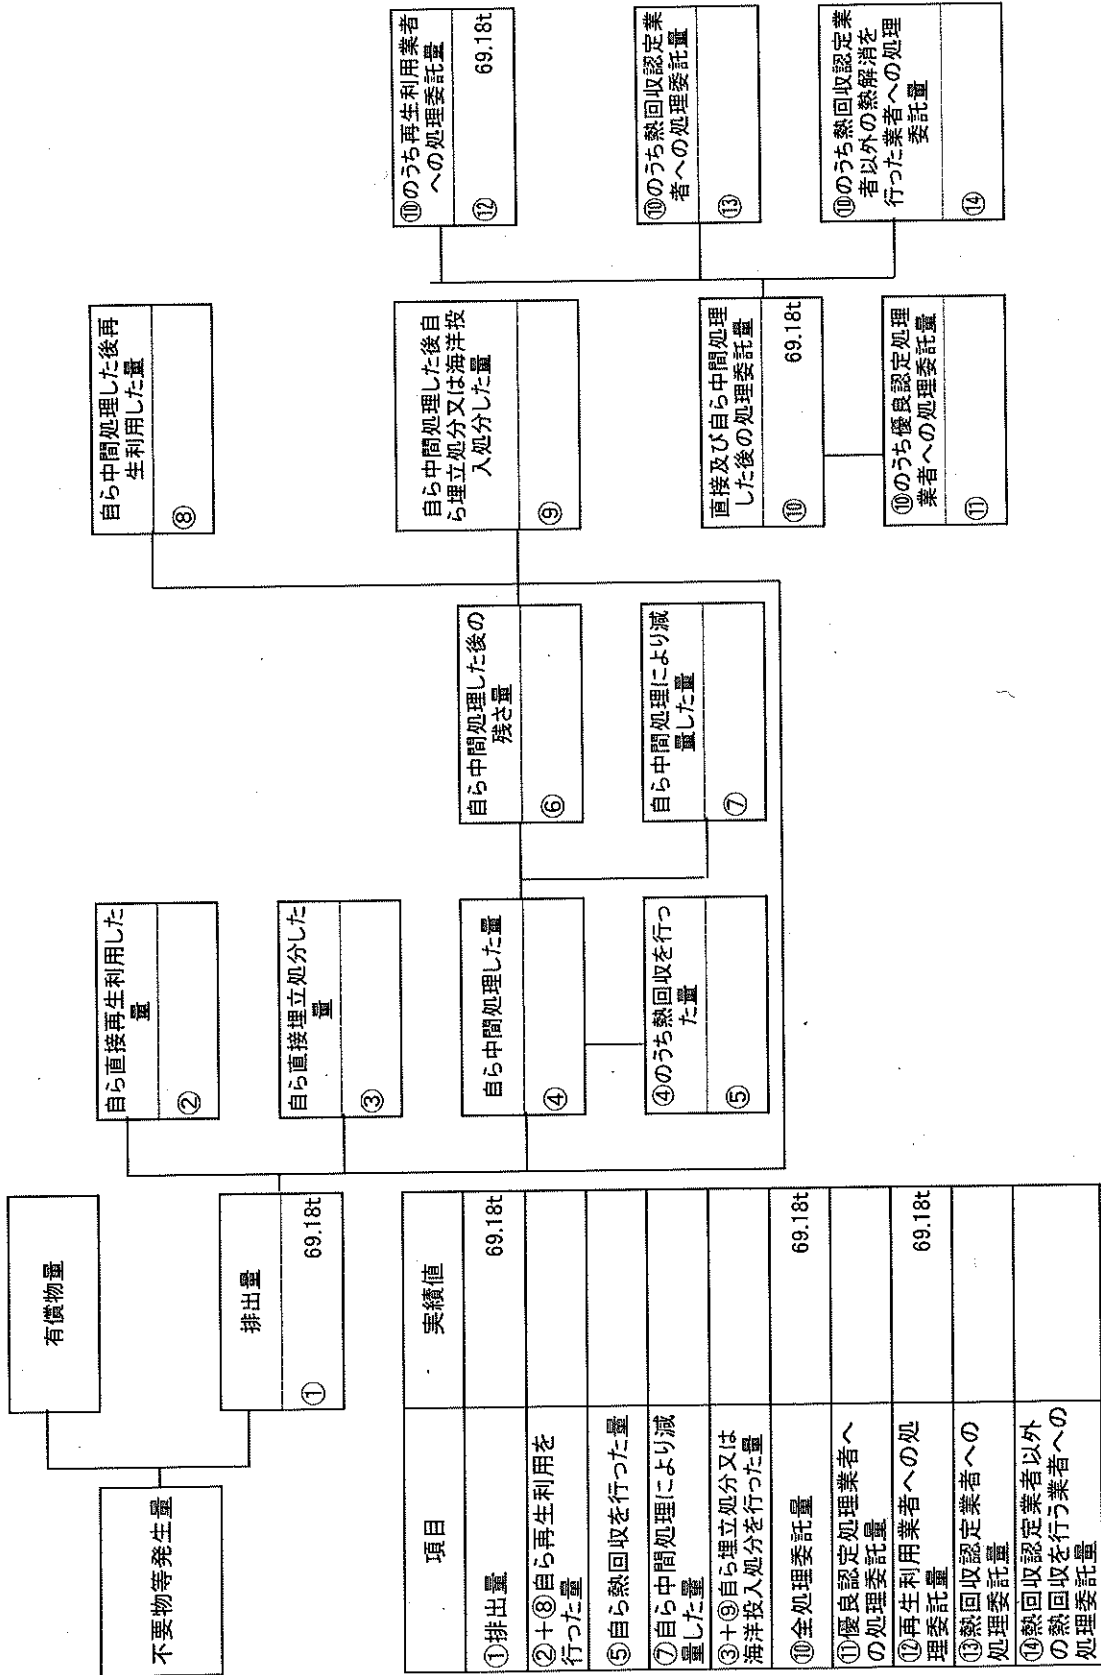 不要物等発生量
有償物量
排出量
① 69.18t
自ら直接再生利用した
量
②
自ら直接埋立処分した
量
③
自ら中間処理した量
④
④のうち熱回収を行っ
た量
⑤
自ら中間処理した後の
残さ量
⑥
自ら中間処理により減
量した量
⑦
自ら中間処理した後再
生利用した量
⑧
自ら中間処理した後自
ら埋立処分又は海洋投
入処分した量
⑨
直接及び自ら中間処理
した後の処理委託量
⑩ 69.18t
⑩のうち優良認定処理
業者への処理委託量
⑪
⑩のうち再生利用業者
への処理委託量
⑫ 69.18t
⑩のうち熱回収認定業
者への処理委託量
⑬
⑩のうち熱回収認定業
者以外の熱解消を
行った業者への処理
委託量
⑭
項目 実績値
①排出量 69.18t
②+⑧自ら再生利用を
行った量
⑤自ら熱回収を行った量
⑦自ら中間処理により減
量した量
③+⑨自ら埋立処分又は
海洋投入処分を行った量
⑩全処理委託量 69.18t
⑪優良認定処理業者へ
の処理委託量
⑫再生利用業者への処
理委託量 69.18t
⑬熱回収認定業者への
処理委託量
⑭熱回収認定業者以外
の熱回収を行う業者への
処理委託量